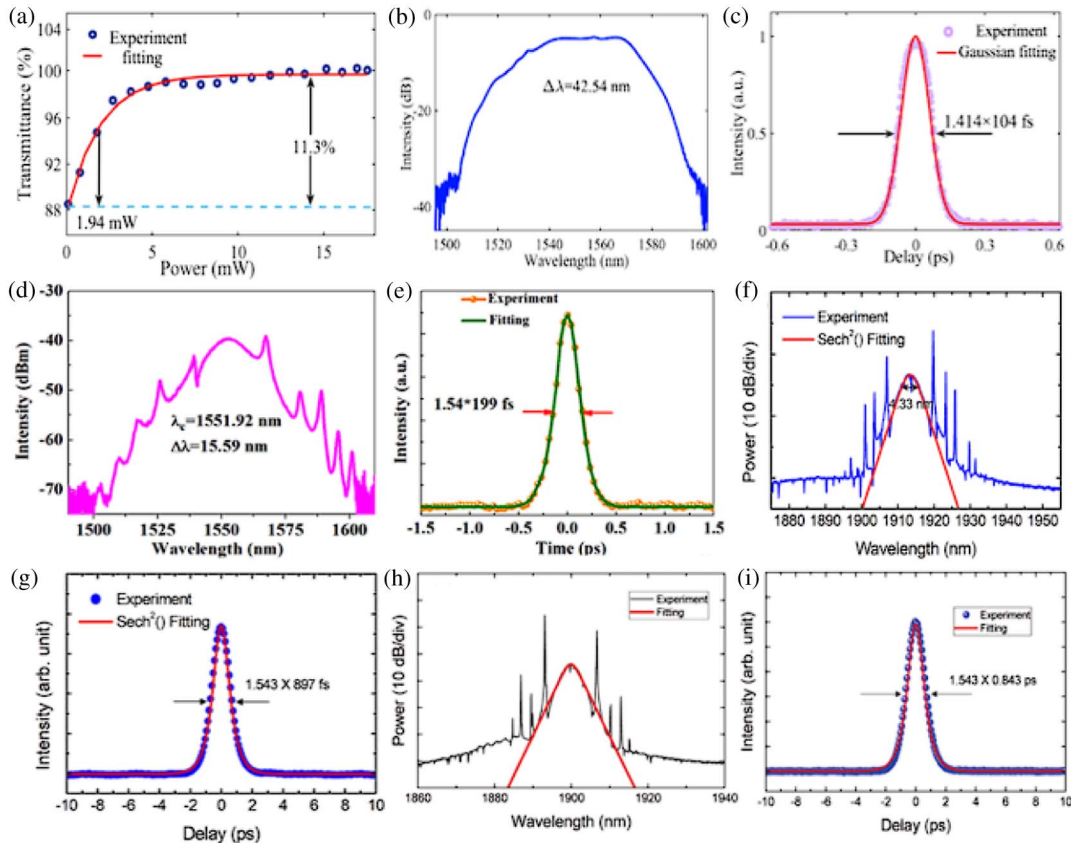 (a)
104
100
96
92
88
Transmittance (%)
Experiment
fitting
11.3%
1.94 mW
0
5
10
15
Power (mW)
(b)
0
-20
-40
Intensity (dB)
Δλ=42.54 nm
1500
1520
1540
1560
1580
1600
Wavelength (nm)
(c)
1
0.5
0
Intensity (a.u.)
Experiment
Gaussian fitting
1.414×104 fs
-0.6
-0.3
0
0.3
0.6
Delay (ps)
(d)
-30
-40
-50
-60
-70
Intensity (dBm)
λc=1551.92 nm
Δλ=15.59 nm
1500
1525
1550
1575
1600
Wavelength (nm)
(e)
Intensity (a.u.)
Experiment
Fitting
1.54*199 fs
-1.5
-1.0
-0.5
0.0
0.5
1.0
1.5
Time (ps)
(f)
Power (10 dB/div)
Experiment
Sech²() Fitting
4.33 nm
1880
1890
1900
1910
1920
1930
1940
1950
Wavelength (nm)
(g)
Intensity (arb. unit)
Experiment
Sech²() Fitting
1.543 X 897 fs
-10
-8
-6
-4
-2
0
2
4
6
8
10
Delay (ps)
(h)
Power (10 dB/div)
Experiment
Fitting
1860
1880
1900
1920
1940
Wavelength (nm)
(i)
Intensity (arb. unit)
Experiment
Fitting
1.543 X 0.843 ps
-10
-8
-6
-4
-2
0
2
4
6
8
10
Delay (ps)